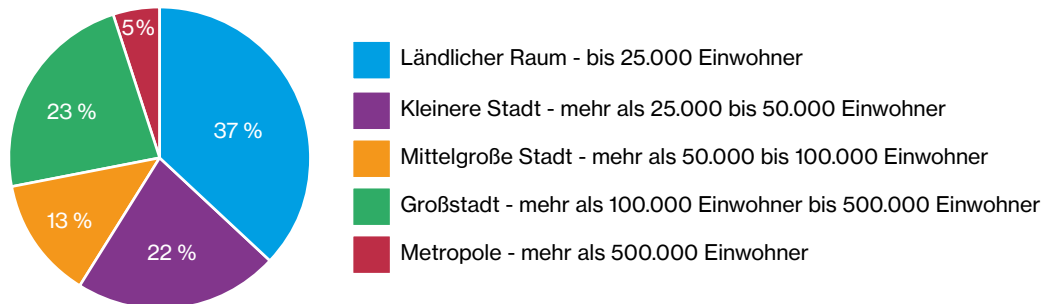 5%
37 %
22 %
13 %
23 %
Ländlicher Raum - bis 25.000 Einwohner
Kleinere Stadt - mehr als 25.000 bis 50.000 Einwohner
Mittelgroße Stadt - mehr als 50.000 bis 100.000 Einwohner
Großstadt - mehr als 100.000 Einwohner bis 500.000 Einwohner
Metropole - mehr als 500.000 Einwohner